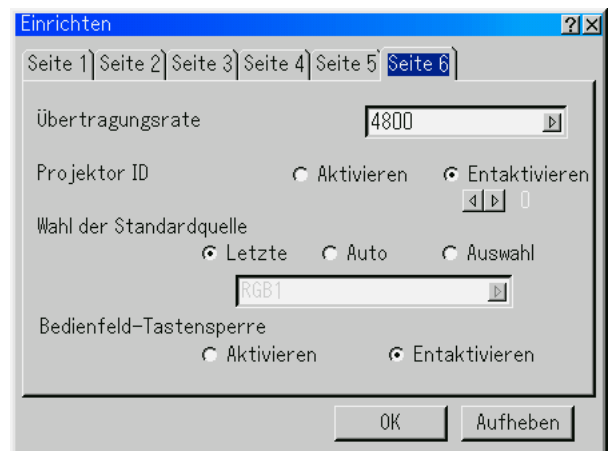 Einrichten
Seite 1 Seite 2 Seite 3 Seite 4 Seite 5 Seite 6
Übertragungsrate 4800
Projektor ID Aktivieren Entaktivieren
0
Wahl der Standardquelle
Letzte Auto Auswahl
RGB1
Bedienfeld-Tastensperre
Aktivieren Entaktivieren
OK Aufheben